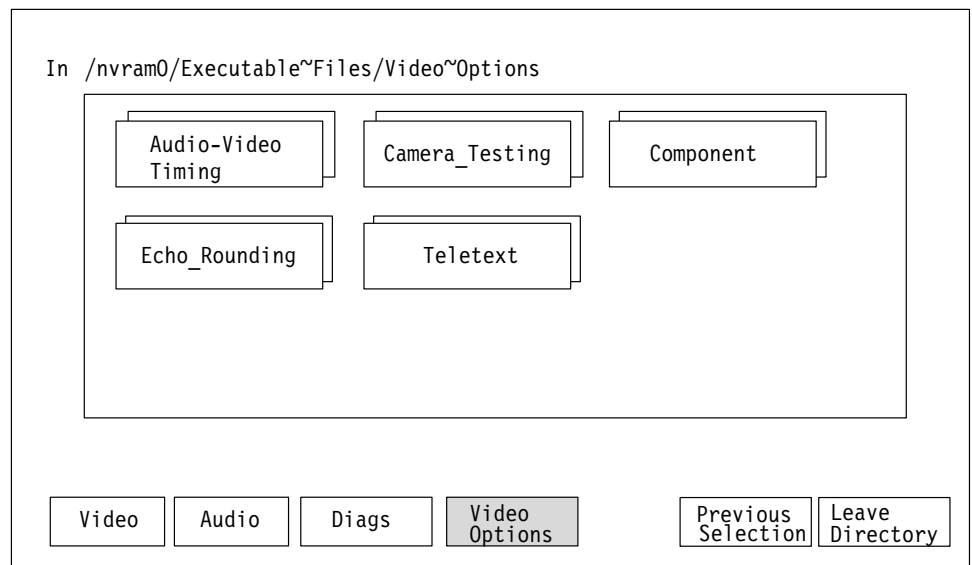 In /nvram0/Executable~Files/Video~Options
Audio-Video
Timing
Camera_Testing
Component
Echo_Rounding
Teletext
Video
Audio
Diags
Video
Options
Previous
Selection
Leave
Directory